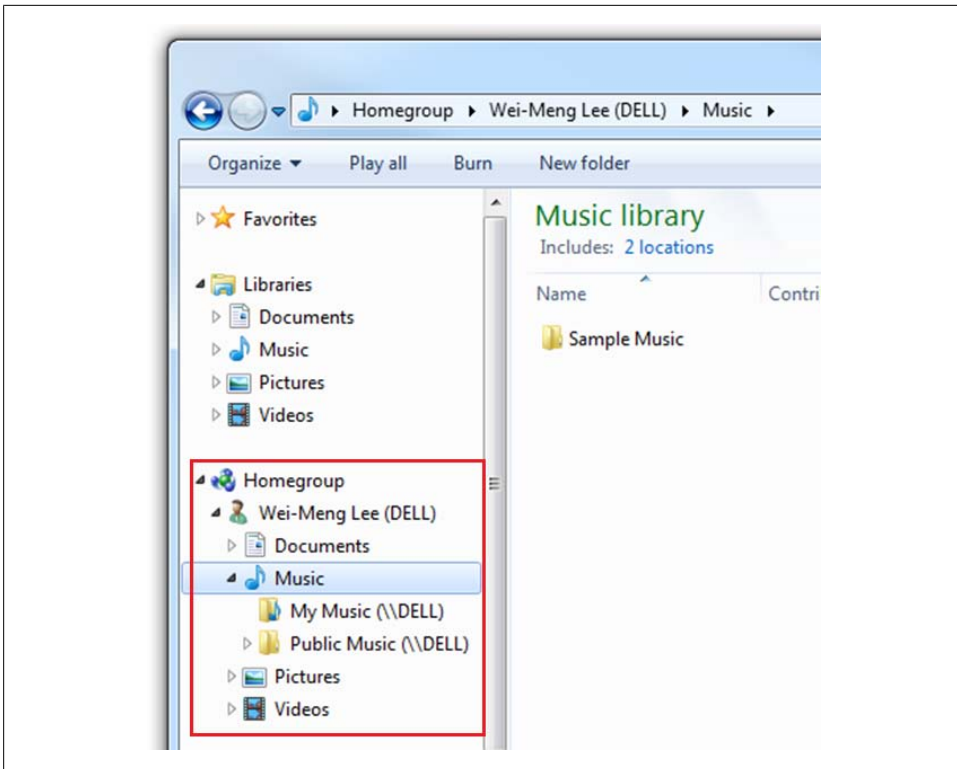 Homegroup Wei-Meng Lee (DELL) Music
Organize Play all Burn New folder
Favorites
Libraries
Documents
Music
Pictures
Videos
Homegroup
Wei-Meng Lee (DELL)
Documents
Music
My Music (\\DELL)
Public Music (\\DELL)
Pictures
Videos
Music library
Includes: 2 locations
Name Contri
Sample Music